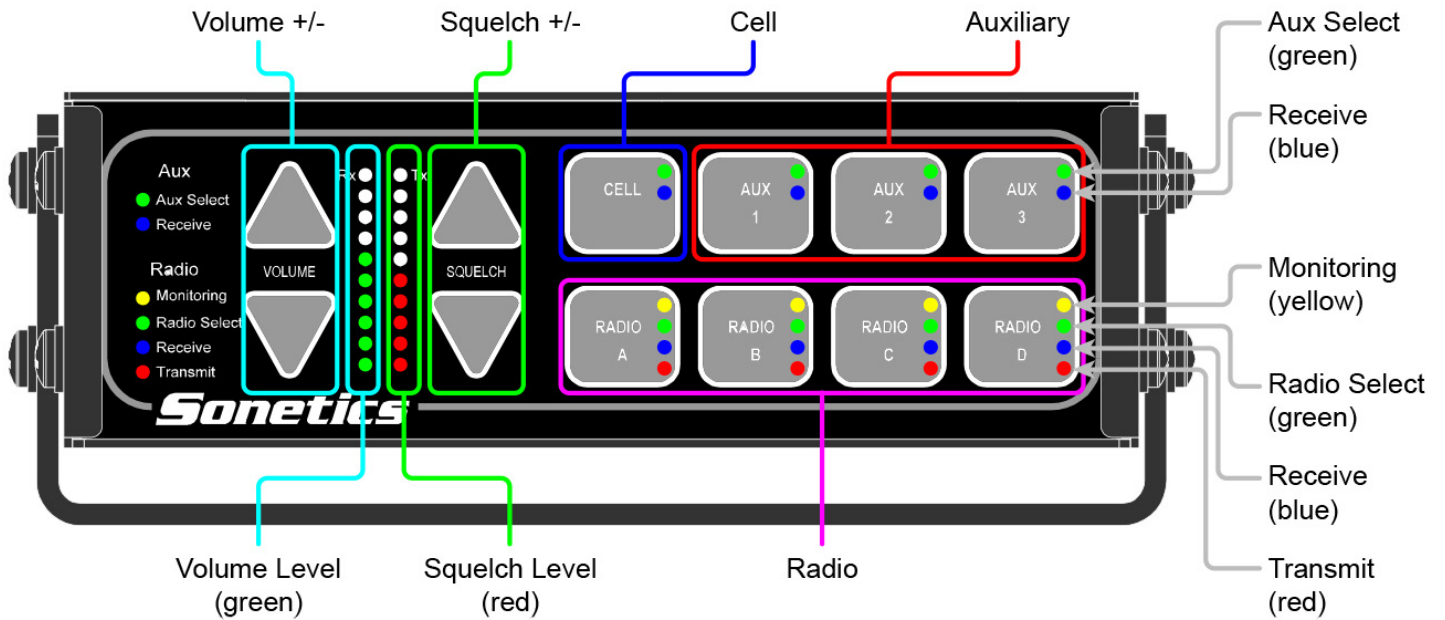 Volume +/-
Squelch +/-
Cell
Auxiliary
Aux Select
(green)
Receive
(blue)
Aux
Aux Select
Receive
Radio
Monitoring
Radio Select
Receive
Transmit
VOLUME
Rx
Tx
SQUELCH
CELL
AUX
1
AUX
2
AUX
3
RADIO
A
RADIO
B
RADIO
C
RADIO
D
Sonetics
Monitoring
(yellow)
Radio Select
(green)
Receive
(blue)
Transmit
(red)
Volume Level
(green)
Squelch Level
(red)
Radio